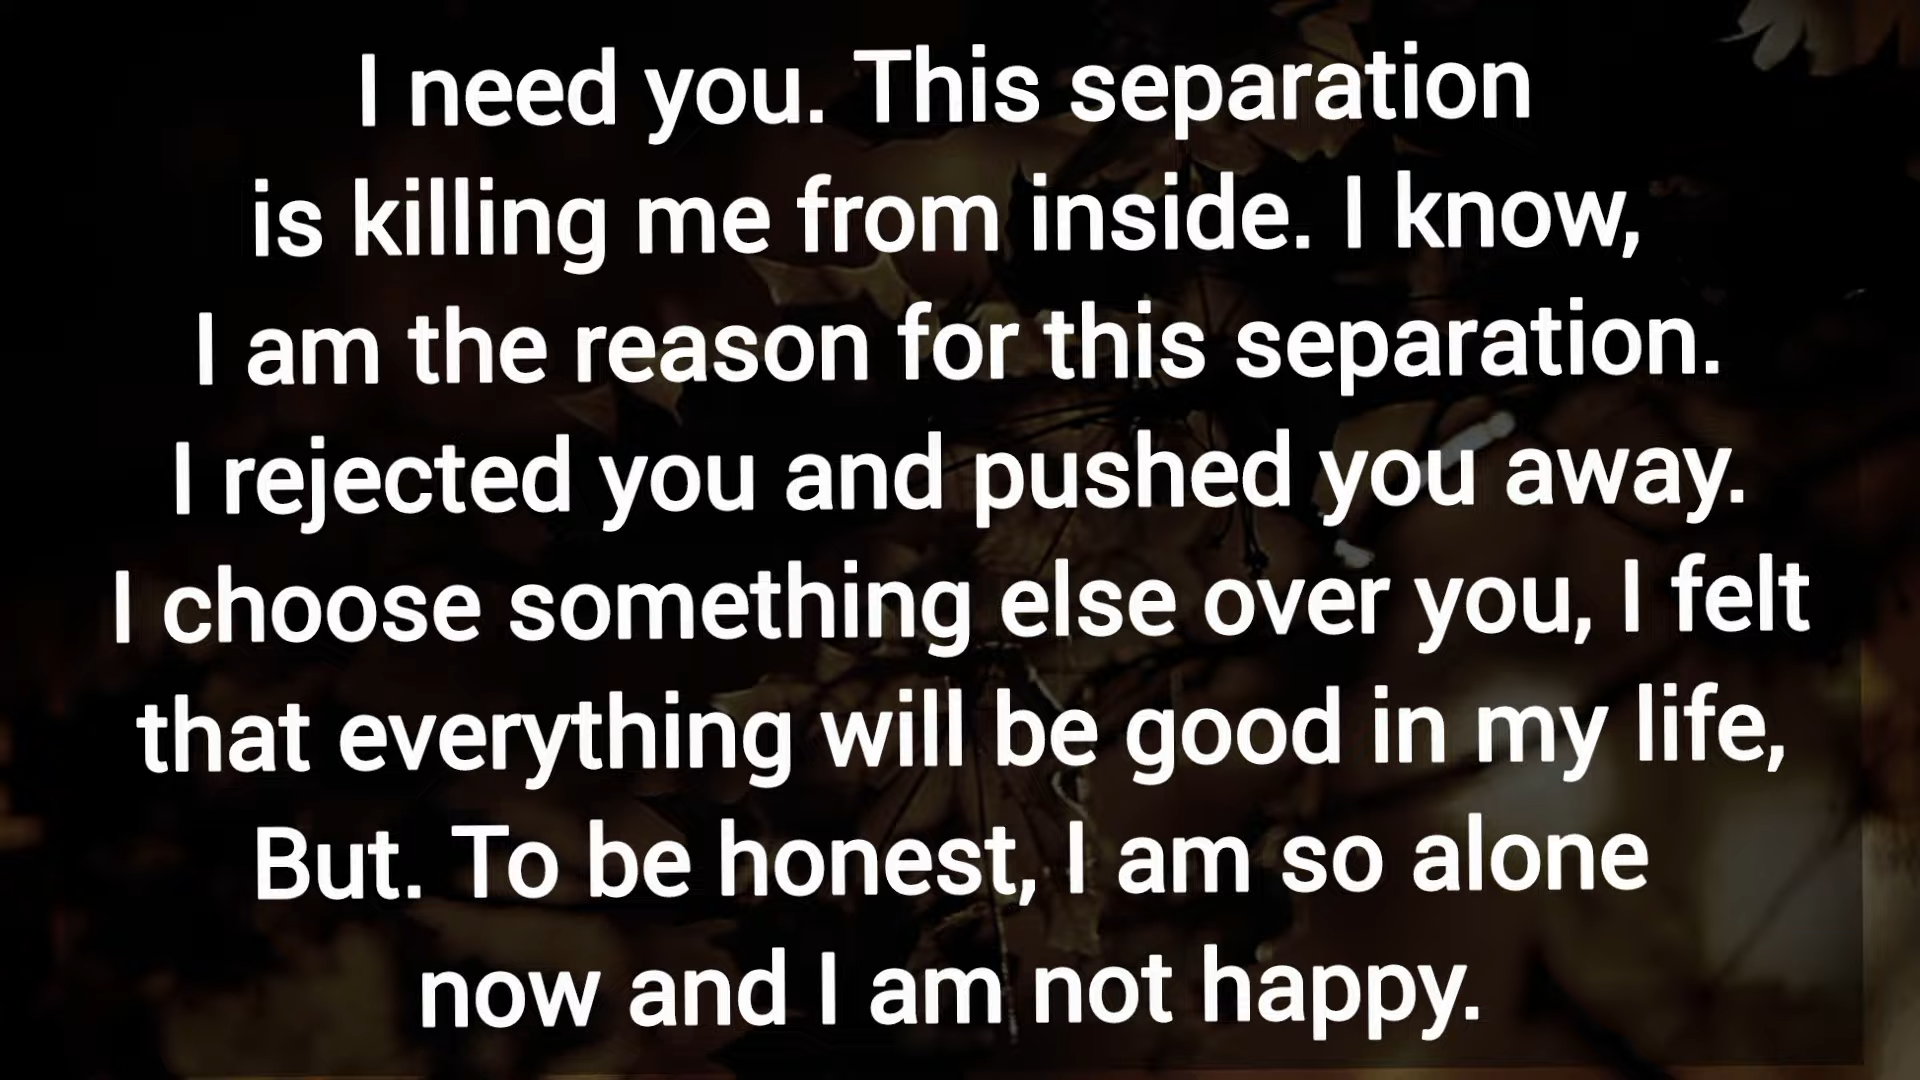 I need you. This separation
is killing me from inside. I know,
I am the reason for this separation.
I rejected you and pushed you away.
I choose something else over you, I felt
that everything will be good in my life,
But. To be honest, I am so alone
now and I am not happy.